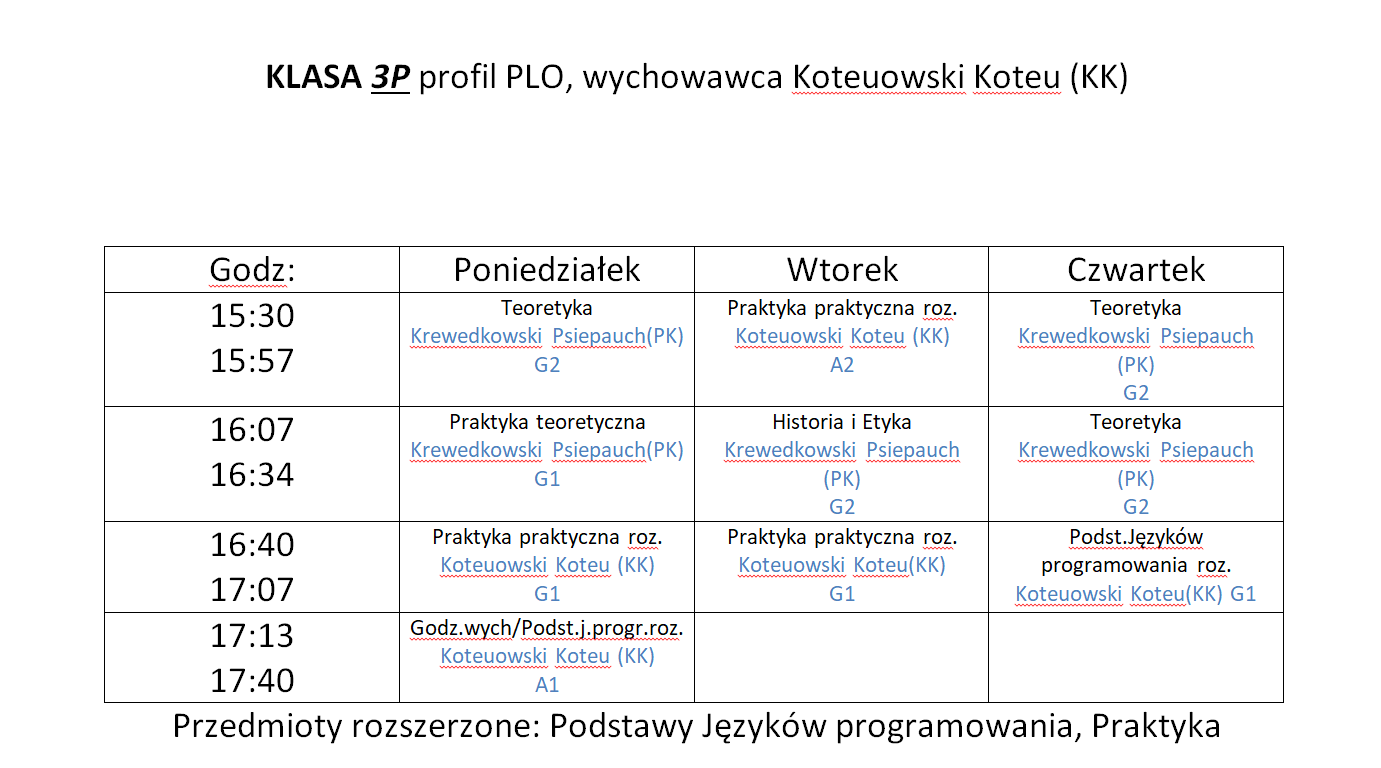 KLASA 3P profil PLO, wychowawca Koteuowski Koteu (KK)
Godz: Poniedziałek Wtorek Czwartek
15:30
15:57
Teoretyka
Krewedkowski Psiepauch(PK)
G2
Praktyka praktyczna roz.
Koteuowski Koteu (KK)
A2
Teoretyka
Krewedkowski Psiepauch
(PK)
G2
16:07
16:34
Praktyka teoretyczna
Krewedkowski Psiepauch(PK)
G1
Historia i Etyka
Krewedkowski Psiepauch
(PK)
G2
Teoretyka
Krewedkowski Psiepauch
(PK)
G2
16:40
17:07
Praktyka praktyczna roz.
Koteuowski Koteu (KK)
G1
Praktyka praktyczna roz.
Koteuowski Koteu(KK)
G1
Podst.Języków
programowania roz.
Koteuowski Koteu(KK) G1
17:13
17:40
Godz.wych/Podst.j.progr.roz.
Koteuowski Koteu (KK)
A1
Przedmioty rozszerzone: Podstawy Języków programowania, Praktyka